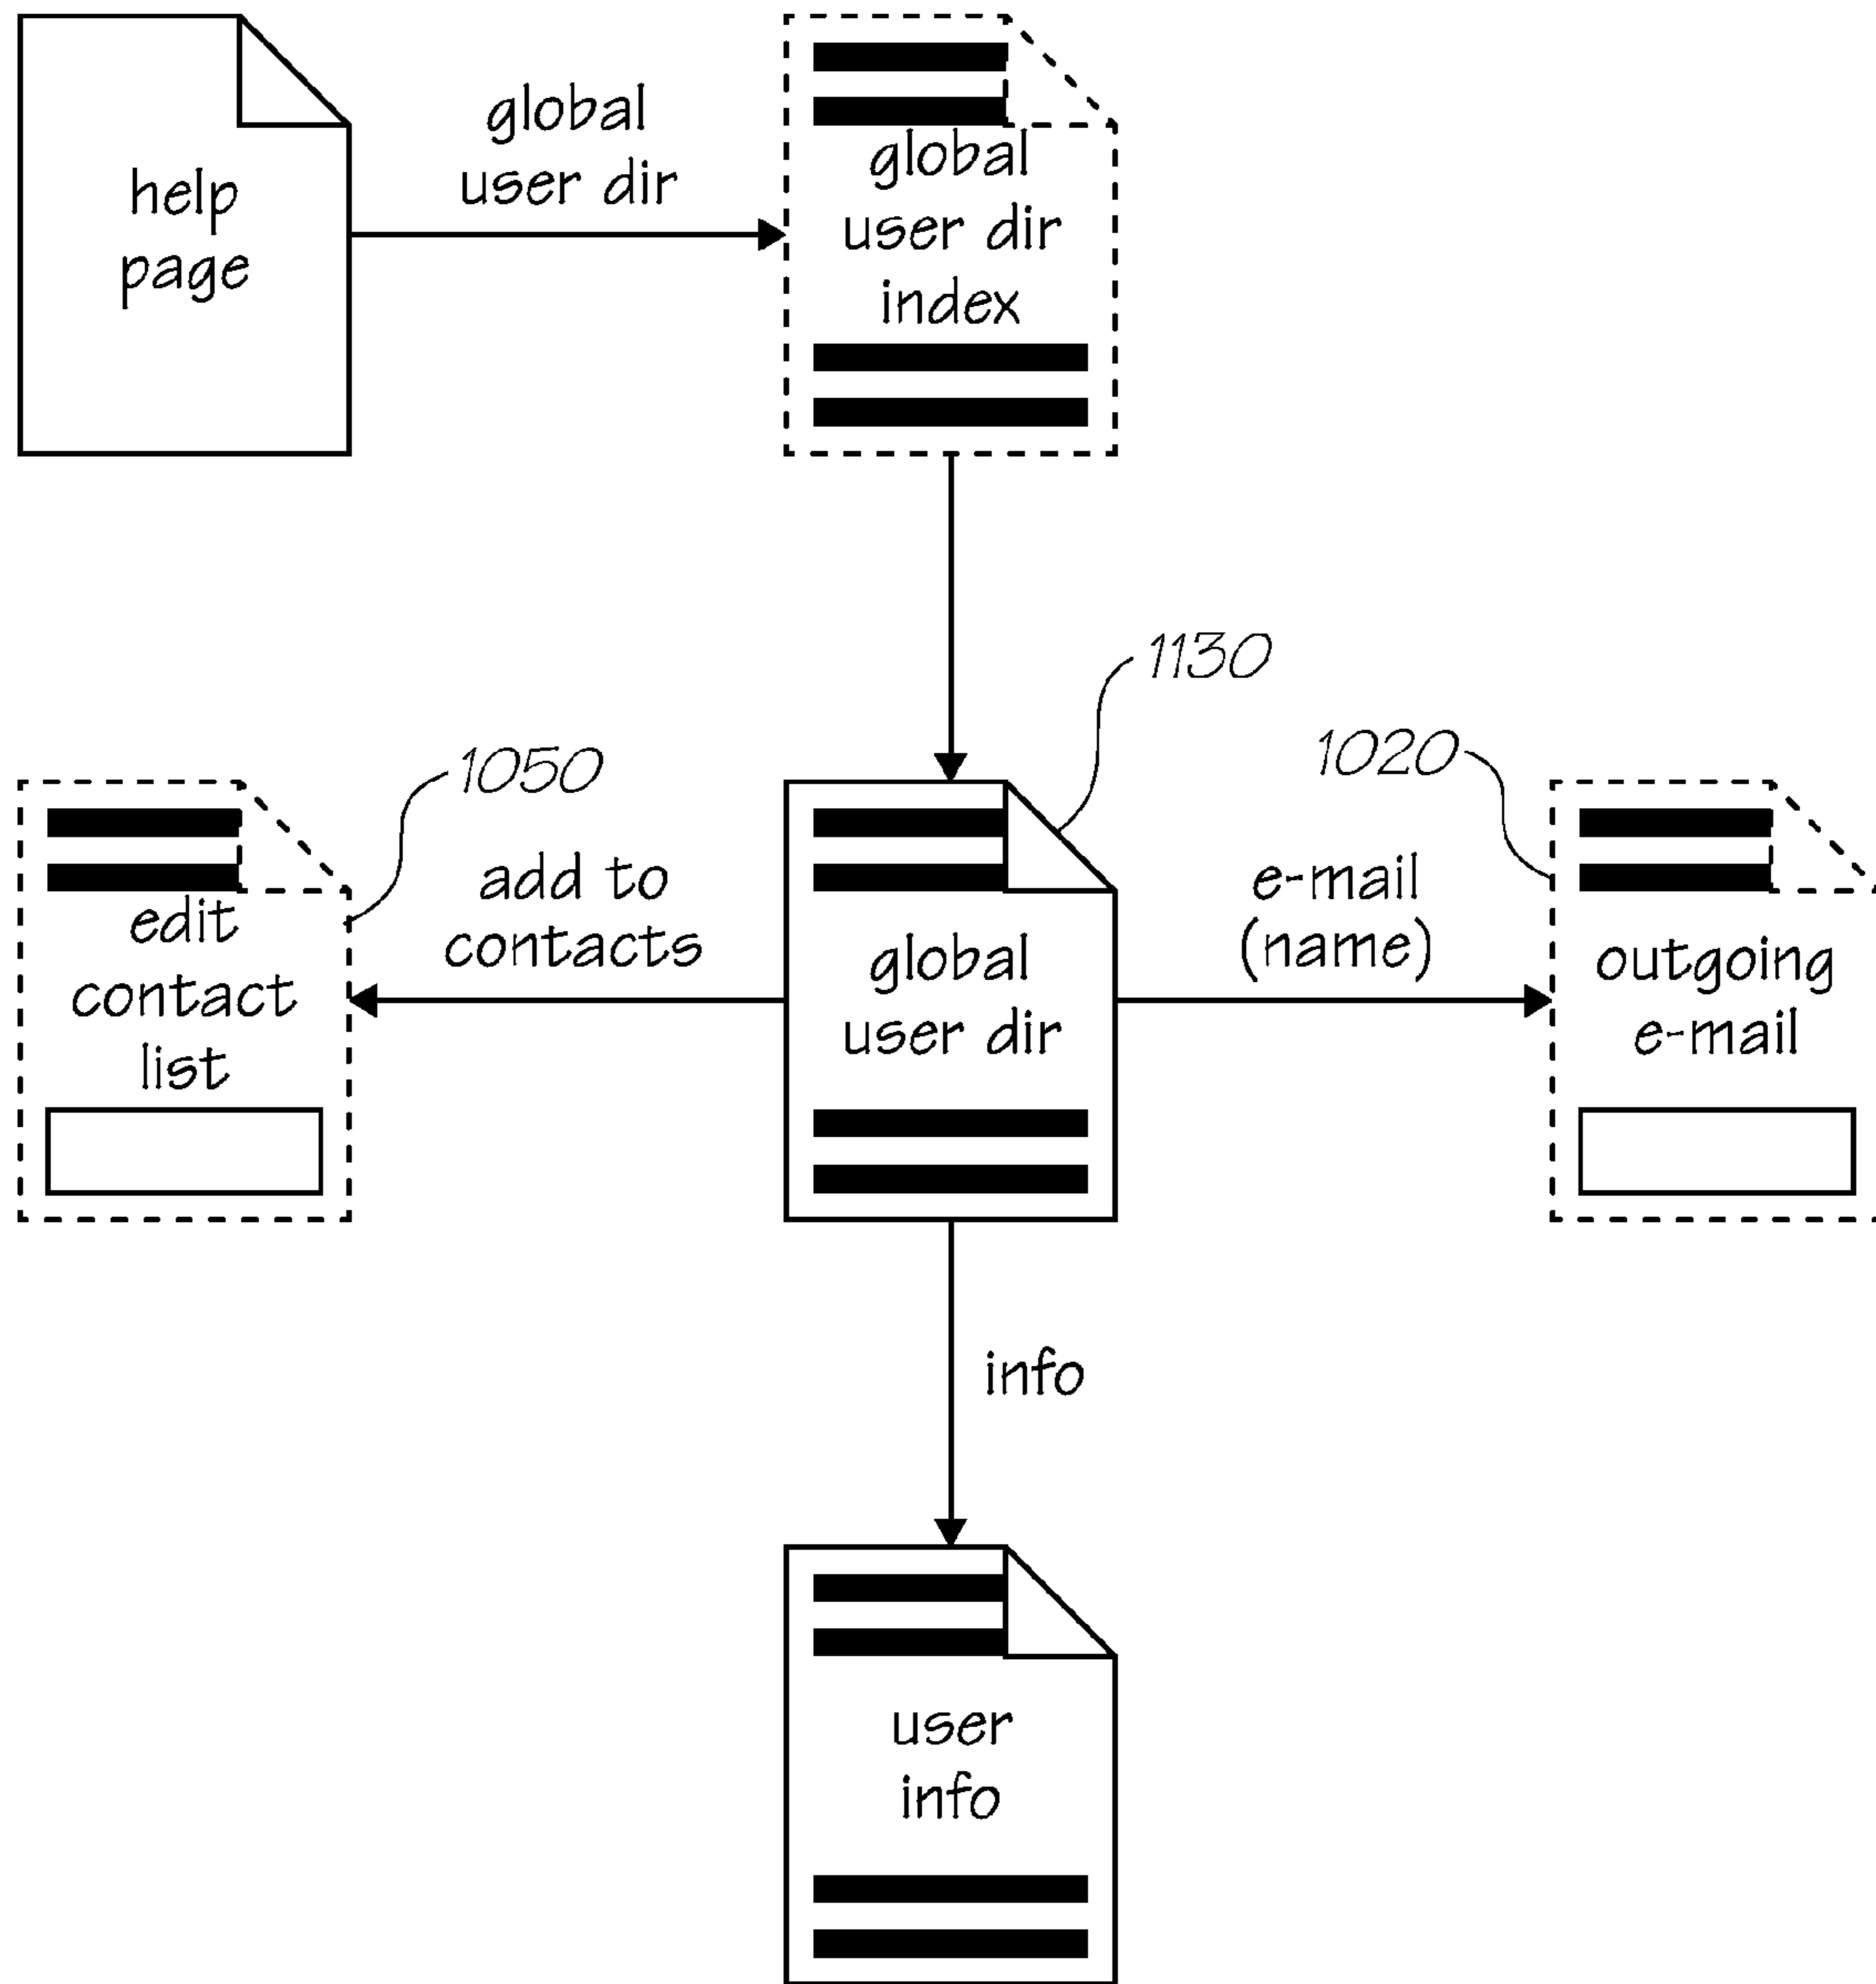 help
page
global
user dir
global
user dir
index
1130
1050
1020
edit
contact
list
add to
contacts
global
user dir
e-mail
(name)
outgoing
e-mail
info
user
info